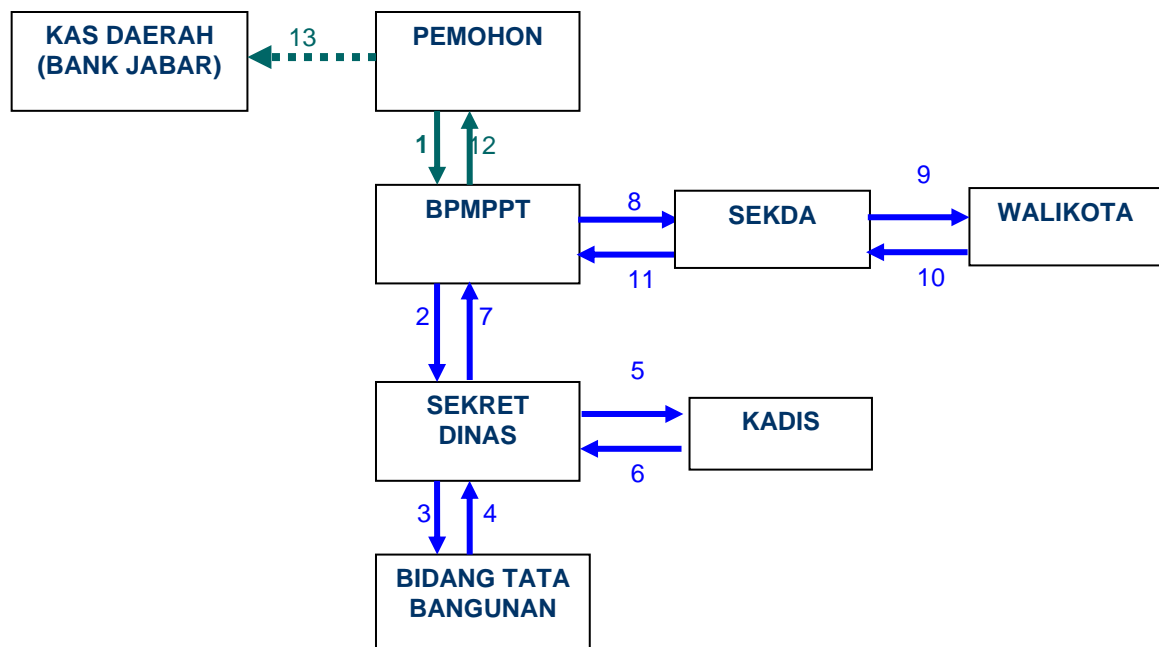 KAS DAERAH
(BANK JABAR)
13
PEMOHON
1
12
BPMPPT
8
11
SEKDA
9
10
WALIKOTA
2
7
SEKRET
DINAS
5
6
KADIS
3
4
BIDANG TATA
BANGUNAN